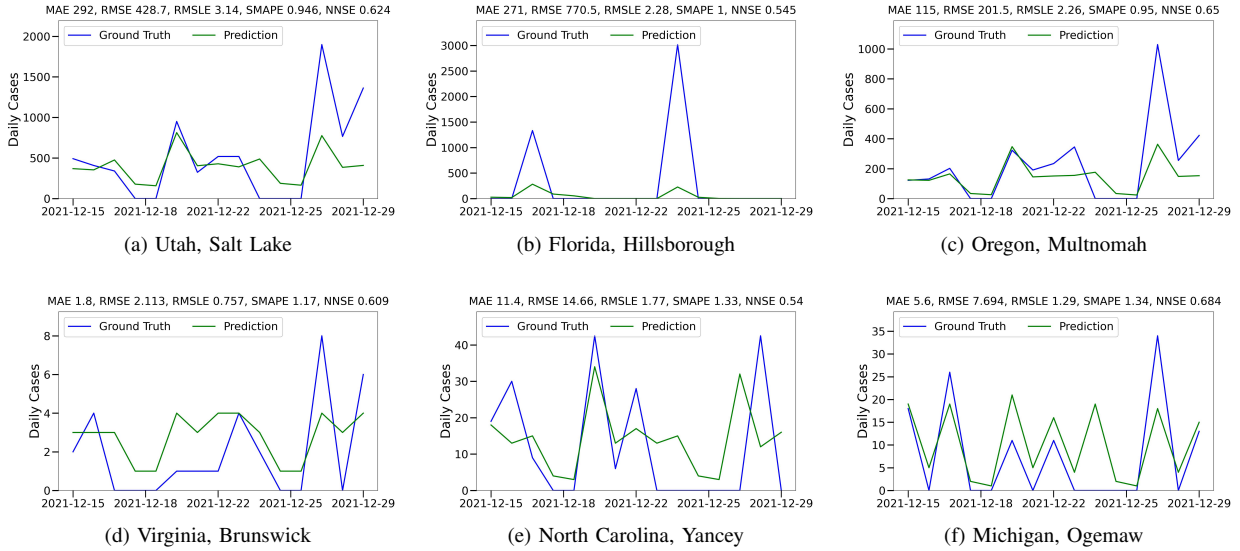 MAE 292, RMSE 428.7, RMSLE 3.14, SMAPE 0.946, NNSE 0.624
Ground Truth
Prediction
Daily Cases
2000
1500
1000
500
0
2021-12-15
2021-12-18
2021-12-22
2021-12-25
2021-12-29
(a) Utah, Salt Lake
MAE 271, RMSE 770.5, RMSLE 2.28, SMAPE 1, NNSE 0.545
Ground Truth
Prediction
Daily Cases
3000
2500
2000
1500
1000
500
0
2021-12-15
2021-12-18
2021-12-22
2021-12-25
2021-12-29
(b) Florida, Hillsborough
MAE 115, RMSE 201.5, RMSLE 2.26, SMAPE 0.95, NNSE 0.65
Ground Truth
Prediction
Daily Cases
1000
800
600
400
200
0
2021-12-15
2021-12-18
2021-12-22
2021-12-25
2021-12-29
(c) Oregon, Multnomah
MAE 1.8, RMSE 2.113, RMSLE 0.757, SMAPE 1.17, NNSE 0.609
Ground Truth
Prediction
Daily Cases
8
6
4
2
0
2021-12-15
2021-12-18
2021-12-22
2021-12-25
2021-12-29
(d) Virginia, Brunswick
MAE 11.4, RMSE 14.66, RMSLE 1.77, SMAPE 1.33, NNSE 0.54
Ground Truth
Prediction
Daily Cases
40
30
20
10
0
2021-12-15
2021-12-18
2021-12-22
2021-12-25
2021-12-29
(e) North Carolina, Yancey
MAE 5.6, RMSE 7.694, RMSLE 1.29, SMAPE 1.34, NNSE 0.684
Ground Truth
Prediction
Daily Cases
35
30
25
20
15
10
5
0
2021-12-15
2021-12-18
2021-12-22
2021-12-25
2021-12-29
(f) Michigan, Ogemaw